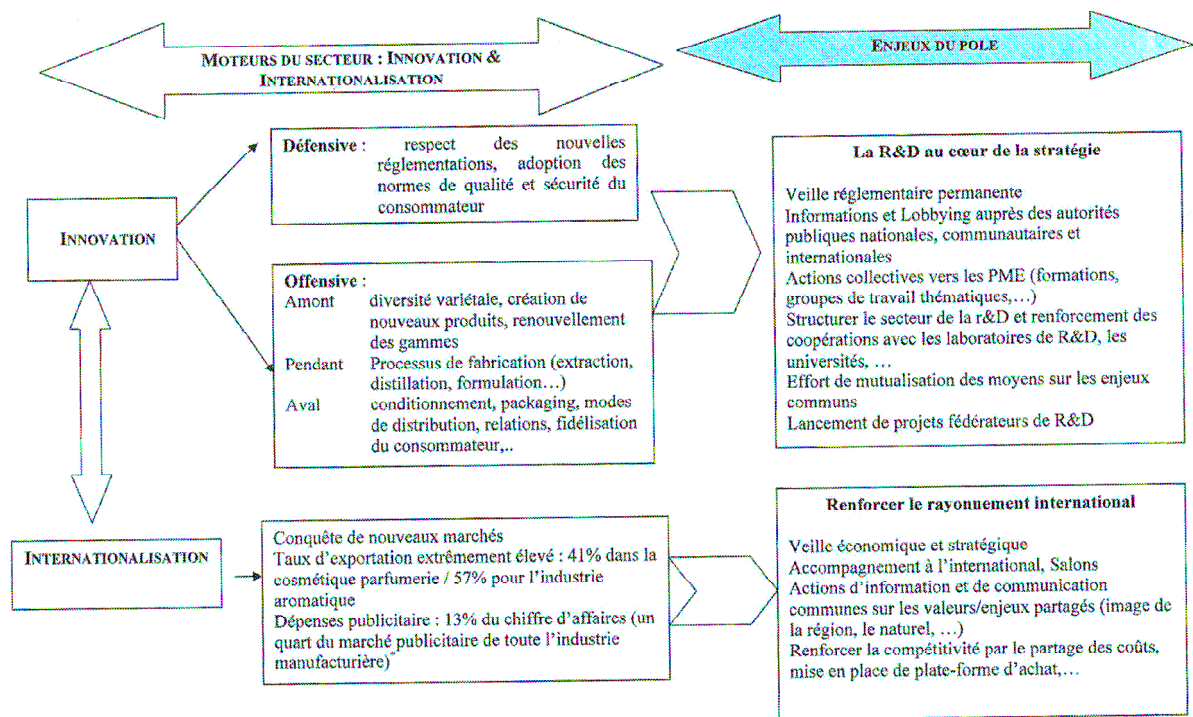 MOTEURS DU SECTEUR : INNOVATION &
INTERNATIONALISATION
ENJEUX DU POLE
INNOVATION
Défensive : respect des nouvelles
réglementations, adoption des
normes de qualité et sécurité du
consommateur
Offensive :
Amont diversité variétale, création de
nouveaux produits, renouvellement
des gammes
Pendant Processus de fabrication (extraction,
distillation, formulation…)
Aval conditionnement, packaging, modes
de distribution, relations, fidélisation
du consommateur,..
La R&D au cœur de la stratégie
Veille réglementaire permanente
Informations et Lobbying auprès des autorités
publiques nationales, communautaires et
internationales
Actions collectives vers les PME (formations,
groupes de travail thématiques,…)
Structurer le secteur de la r&D et renforcement des
coopérations avec les laboratoires de R&D, les
universités, …
Effort de mutualisation des moyens sur les enjeux
communs
Lancement de projets fédérateurs de R&D
INTERNATIONALISATION
Conquête de nouveaux marchés
Taux d'exportation extrêmement élevé : 41% dans la
cosmétique parfumerie / 57% pour l'industrie
aromatique
Dépenses publicitaire : 13% du chiffre d'affaires (un
quart du marché publicitaire de toute l'industrie
manufacturière)*
Renforcer le rayonnement international
Veille économique et stratégique
Accompagnement à l'international, Salons
Actions d'information et de communication
communes sur les valeurs/enjeux partagés (image de
la région, le naturel, …)
Renforcer la compétitivité par le partage des coûts,
mise en place de plate-forme d'achat,…